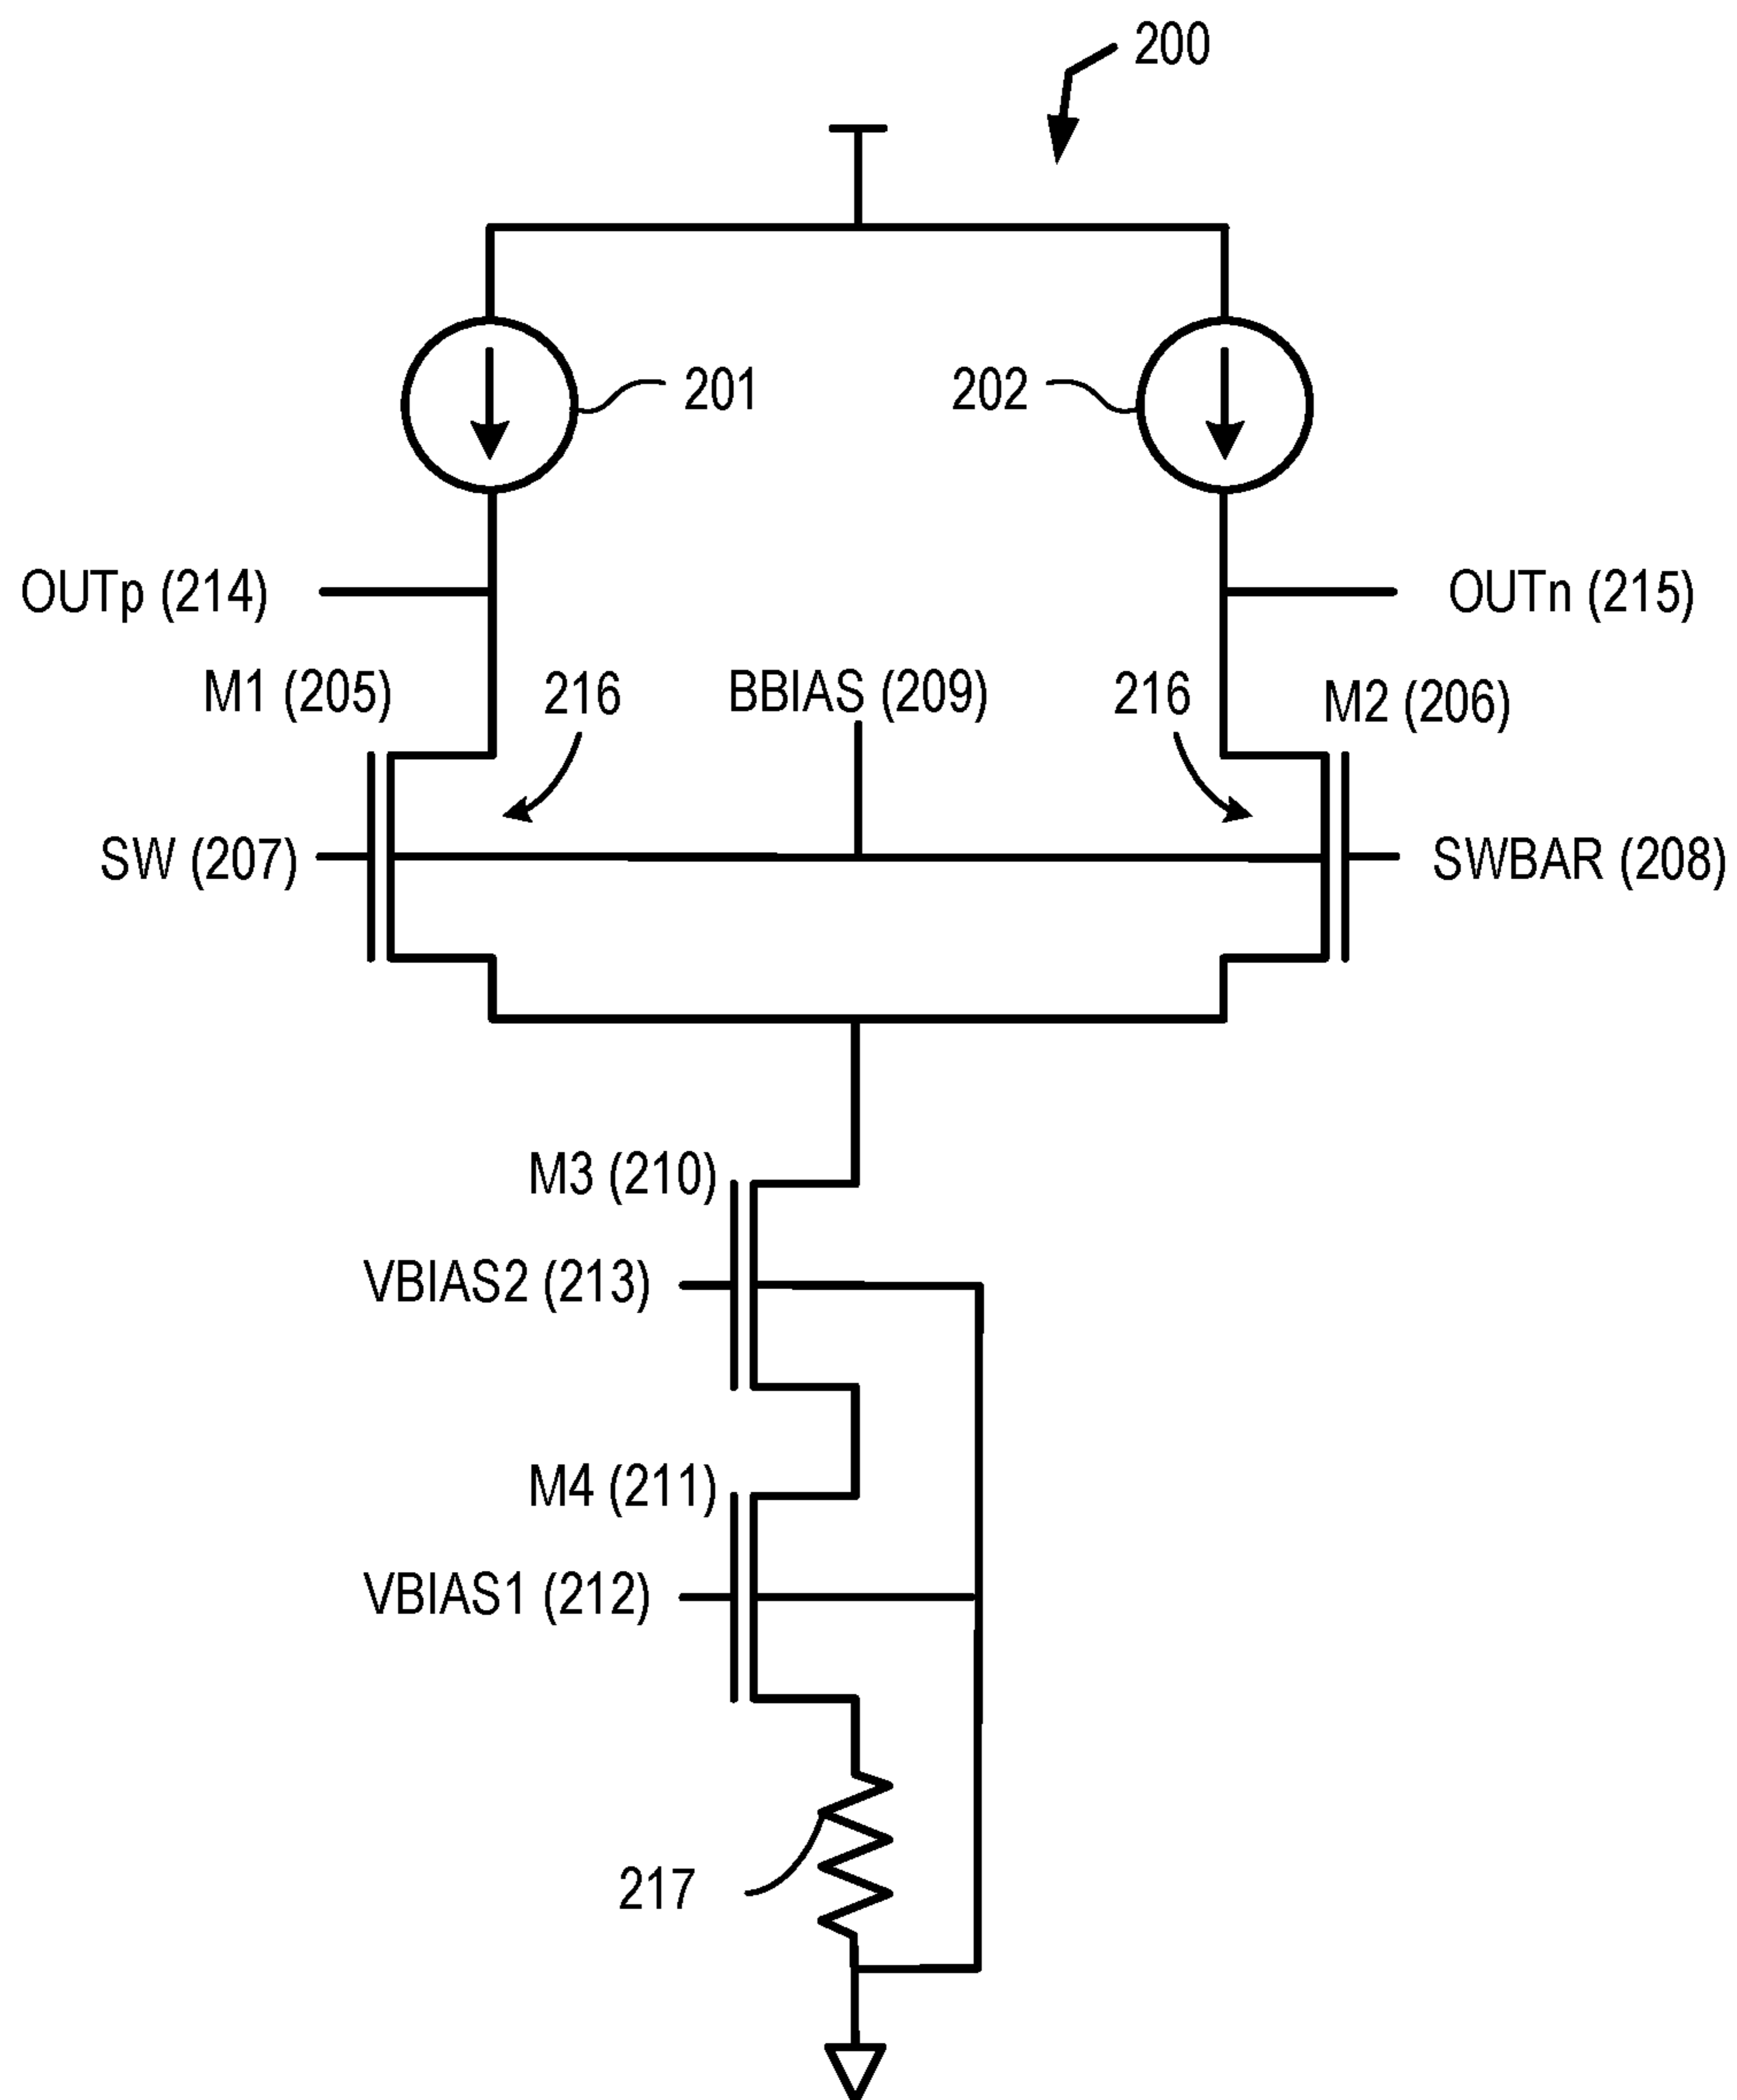 200
201
202
OUTp (214)
OUTn (215)
M1 (205)
216
BBIAS (209)
216
M2 (206)
SW (207)
SWBAR (208)
M3 (210)
VBIAS2 (213)
M4 (211)
VBIAS1 (212)
217